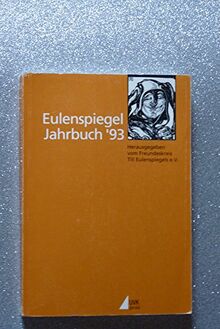 Eulenspiegel
Jahrbuch '93
Herausgegeben
vom Freundeskreis
Till Eulenspiegels e.V.
UVK